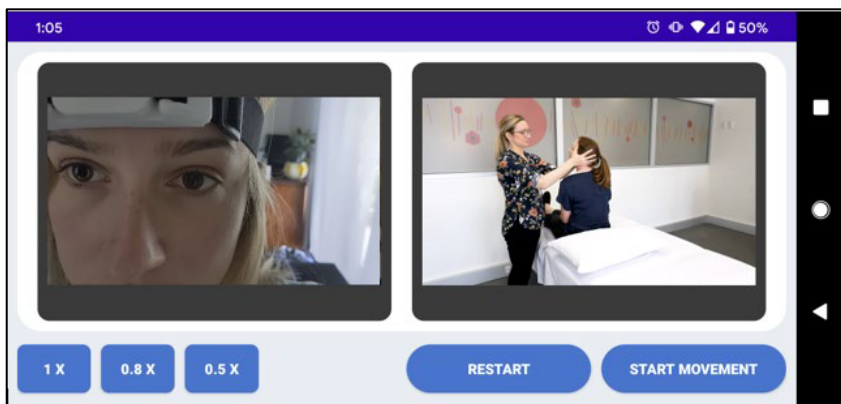 1:05
50%
1 X
0.8 X
0.5 X
RESTART
START MOVEMENT